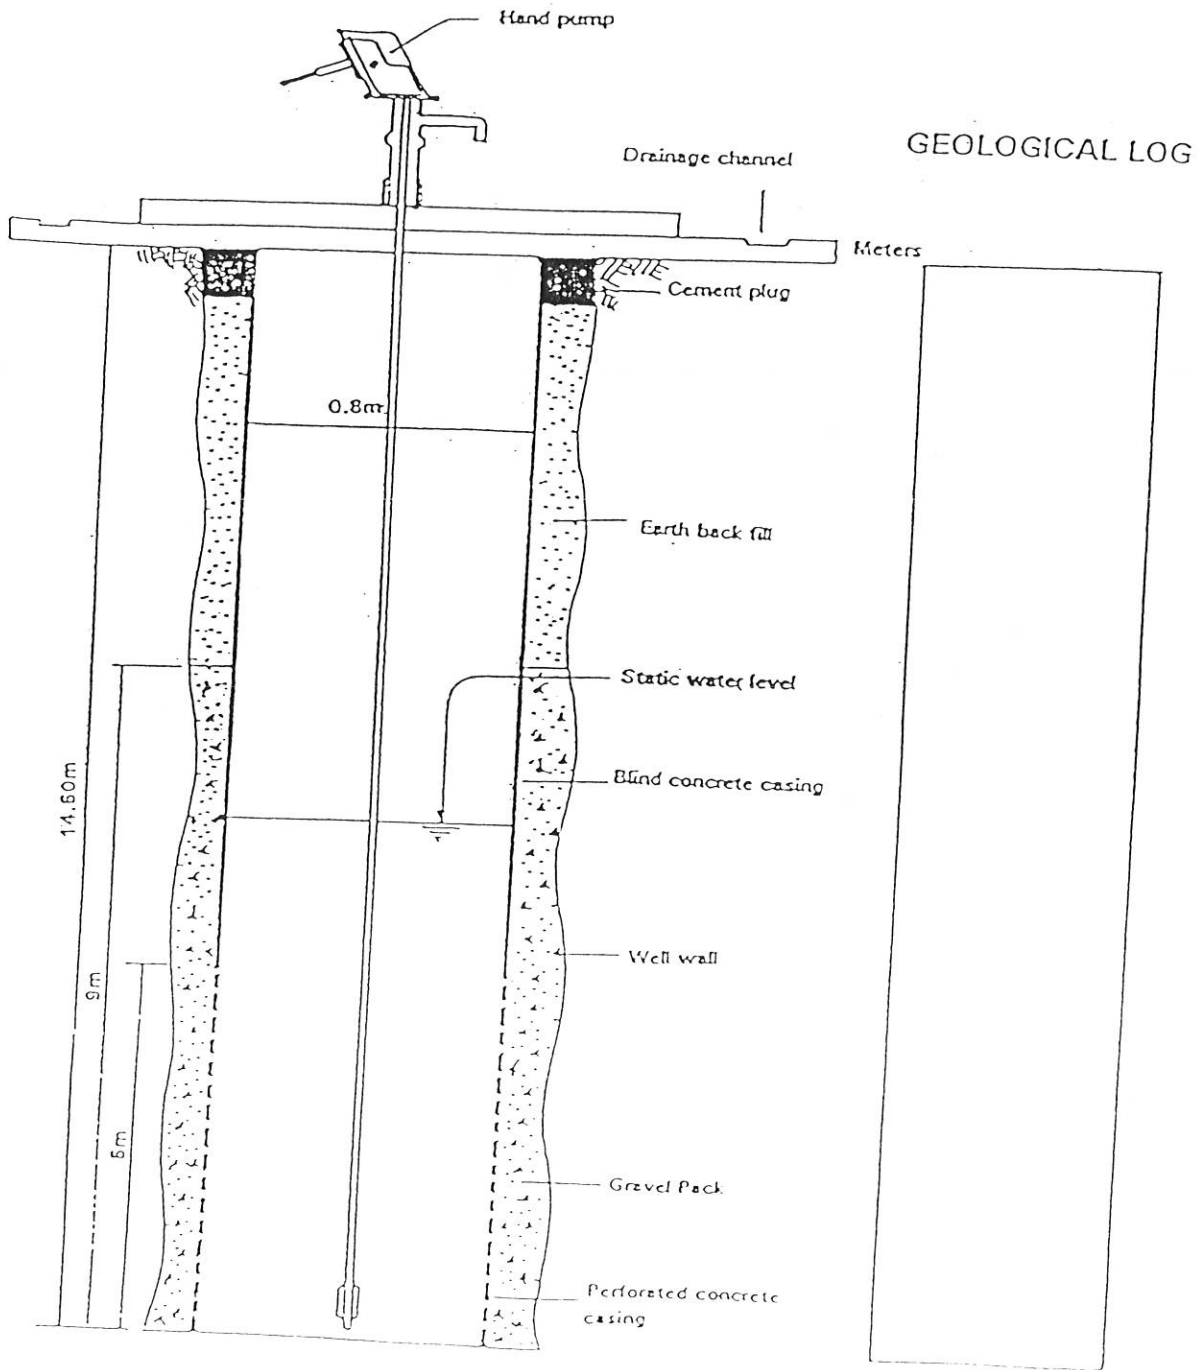 Hand pump
GEOLOGICAL LOG
Drainage channel
Meters
Cement plug
0.8m
Earth back fill
Static water level
Blind concrete casing
14.60m
Well wall
9m
5m
Gravel Pack
Perforated concrete
casing